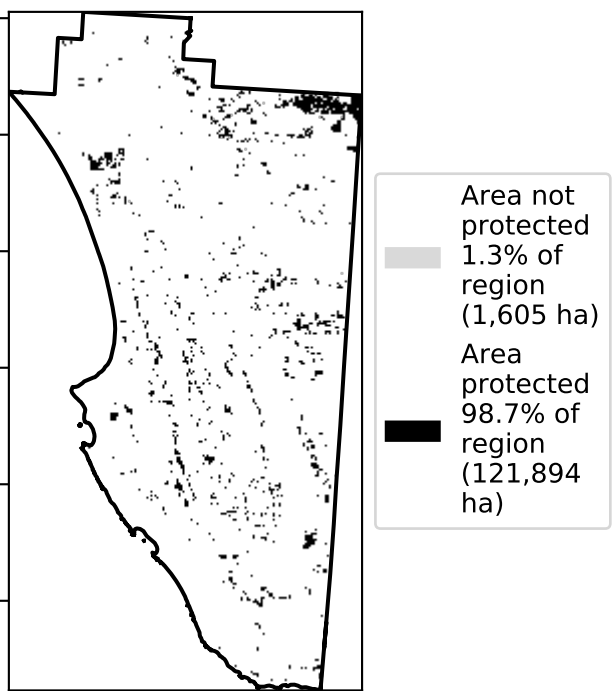 Area not
protected
1.3% of
region
(1,605 ha)
Area
protected
98.7% of
region
(121,894
ha)